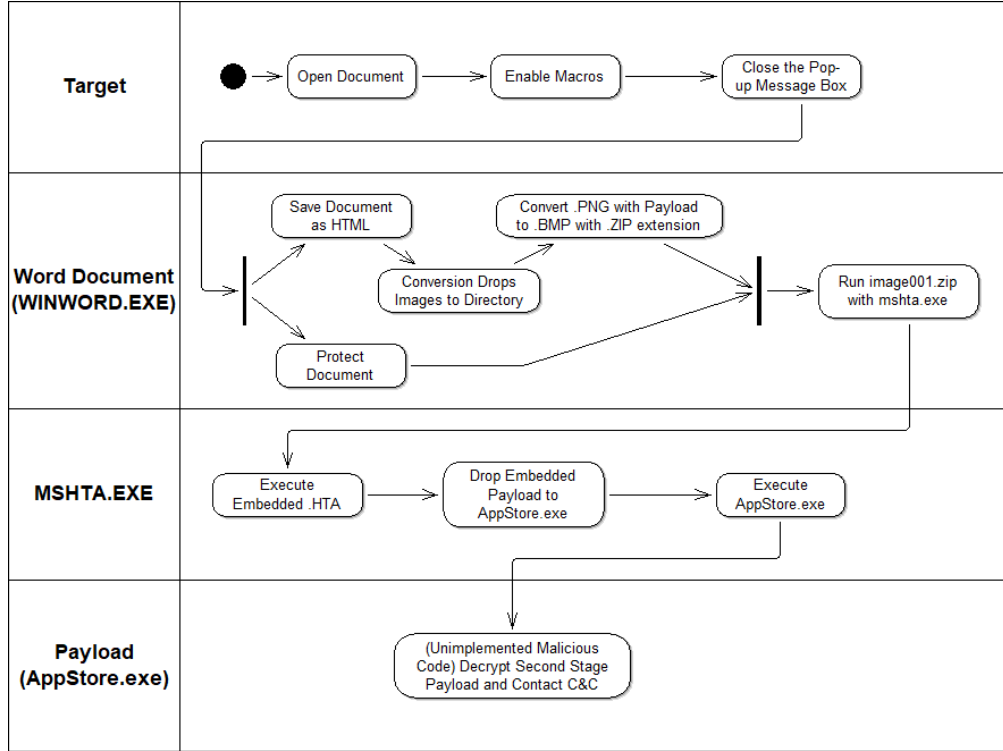 Target
Open Document
Enable Macros
Close the Pop-
up Message Box
Word Document
(WINWORD.EXE)
Save Document
as HTML
Conversion Drops
Images to Directory
Convert .PNG with Payload
to .BMP with .ZIP extension
Protect
Document
Run image001.zip
with mshta.exe
MSHTA.EXE
Execute
Embedded .HTA
Drop Embedded
Payload to
AppStore.exe
Execute
AppStore.exe
Payload
(AppStore.exe)
(Unimplemented Malicious
Code) Decrypt Second Stage
Payload and Contact C&C